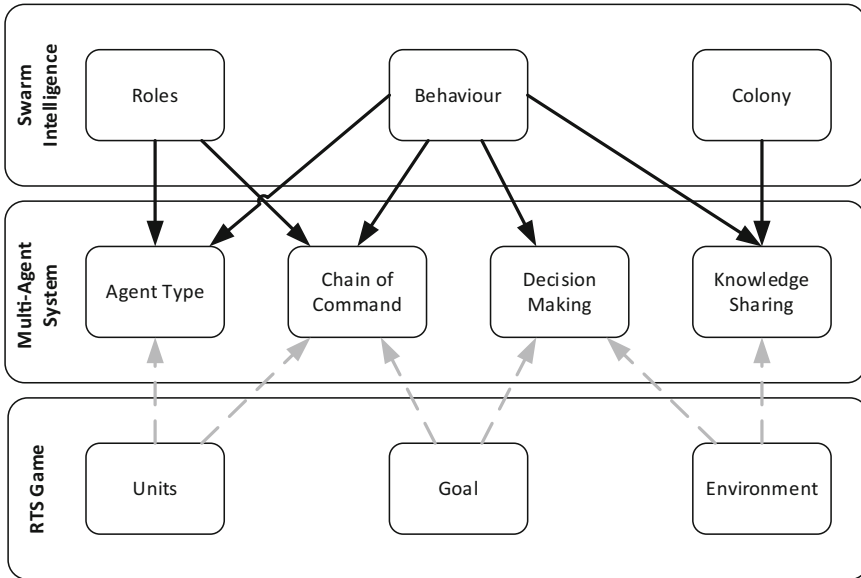 Swarm
Intelligence
Roles
Behaviour
Colony
Multi-Agent
System
Agent Type
Chain of
Command
Decision
Making
Knowledge
Sharing
RTS Game
Units
Goal
Environment